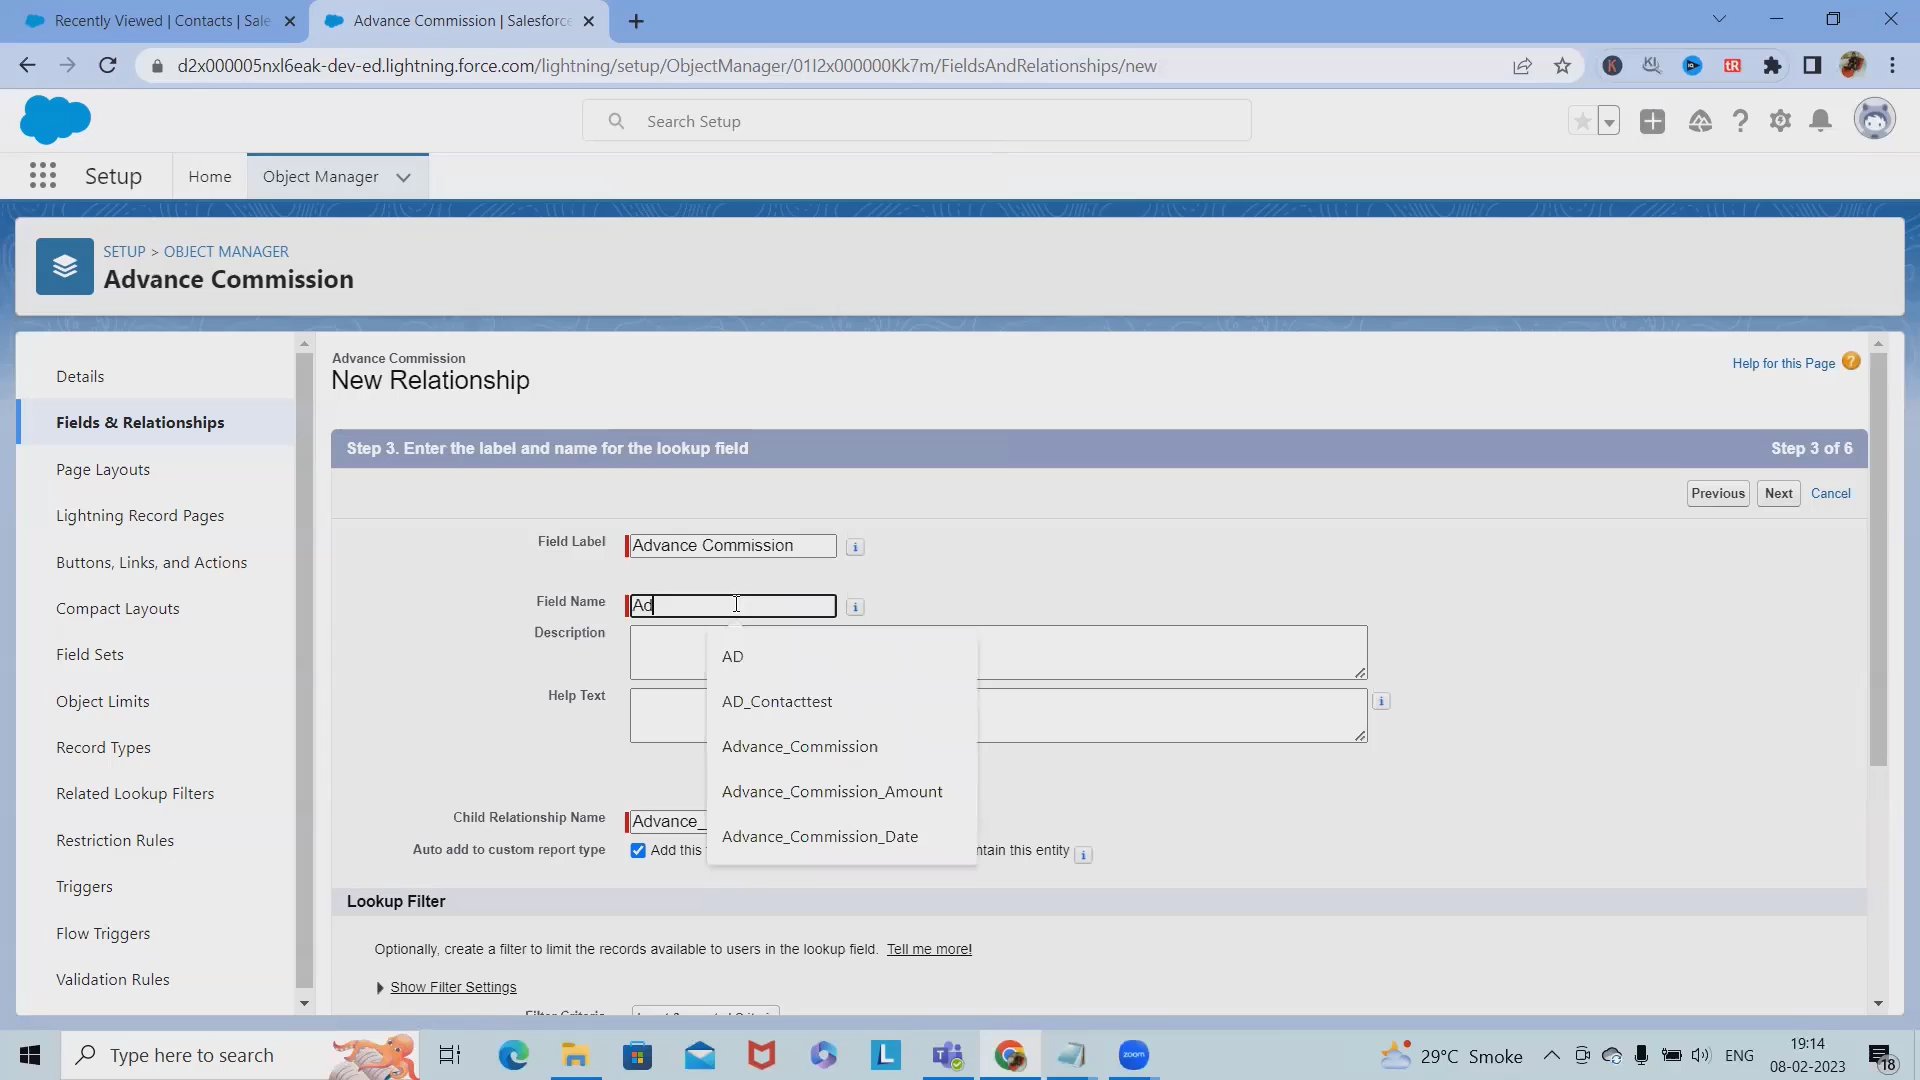 Recently Viewed | Contacts | Sale
Advance Commission | Salesforce
d2x000005nxl6eak-dev-ed.lightning.force.com/lightning/setup/ObjectManager/01I2x000000Kk7m/FieldsAndRelationships/new
Search Setup
Setup
Home
Object Manager
SETUP > OBJECT MANAGER
Advance Commission
Details
Fields & Relationships
Page Layouts
Lightning Record Pages
Buttons, Links, and Actions
Compact Layouts
Field Sets
Object Limits
Record Types
Related Lookup Filters
Restriction Rules
Triggers
Flow Triggers
Validation Rules
Advance Commission
New Relationship
Help for this Page
Step 3. Enter the label and name for the lookup field
Step 3 of 6
Previous
Next
Cancel
Field Label
Advance Commission
Field Name
Ad
Description
Help Text
AD
AD_Contacttest
Advance_Commission
Advance_Commission_Amount
Advance_Commission_Date
Child Relationship Name
Advance_
Auto add to custom report type
Add this
ntain this entity
Lookup Filter
Optionally, create a filter to limit the records available to users in the lookup field. Tell me more!
Show Filter Settings
Type here to search
zoom
29°C Smoke
ENG
19:14
08-02-2023
18